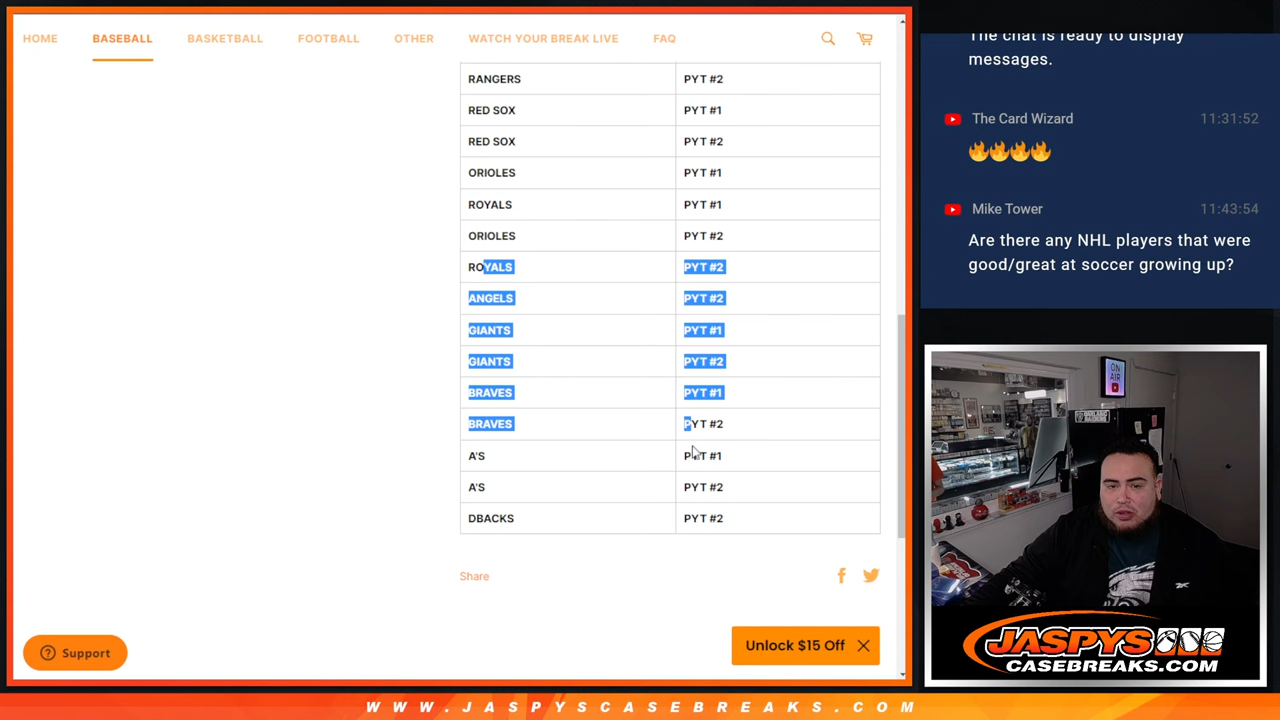 HOME BASEBALL BASKETBALL FOOTBALL OTHER WATCH YOUR BREAK LIVE FAQ
RANGERS PYT #2
RED SOX PYT #1
RED SOX PYT #2
ORIOLES PYT #1
ROYALS PYT #1
ORIOLES PYT #2
ROYALS PYT #2
ANGELS PYT #2
GIANTS PYT #1
GIANTS PYT #2
BRAVES PYT #1
BRAVES PYT #2
A'S PYT #1
A'S PYT #2
DBACKS PYT #2
Share
Support
Unlock $15 Off
The chat is ready to display
messages.
The Card Wizard 11:31:52
🔥🔥🔥🔥
Mike Tower 11:43:54
Are there any NHL players that were
good/great at soccer growing up?
ON
AIR
JASPYS
CASEBREAKS.COM
WWW.JASPYSCASEBREAKS.COM